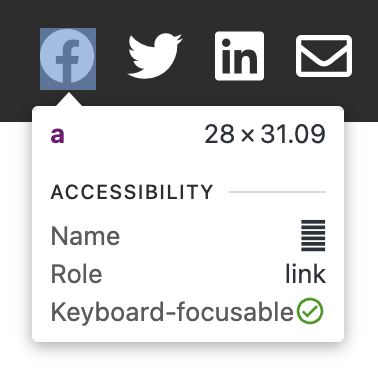 a 28 × 31.09
ACCESSIBILITY
Name
Role link
Keyboard-focusable